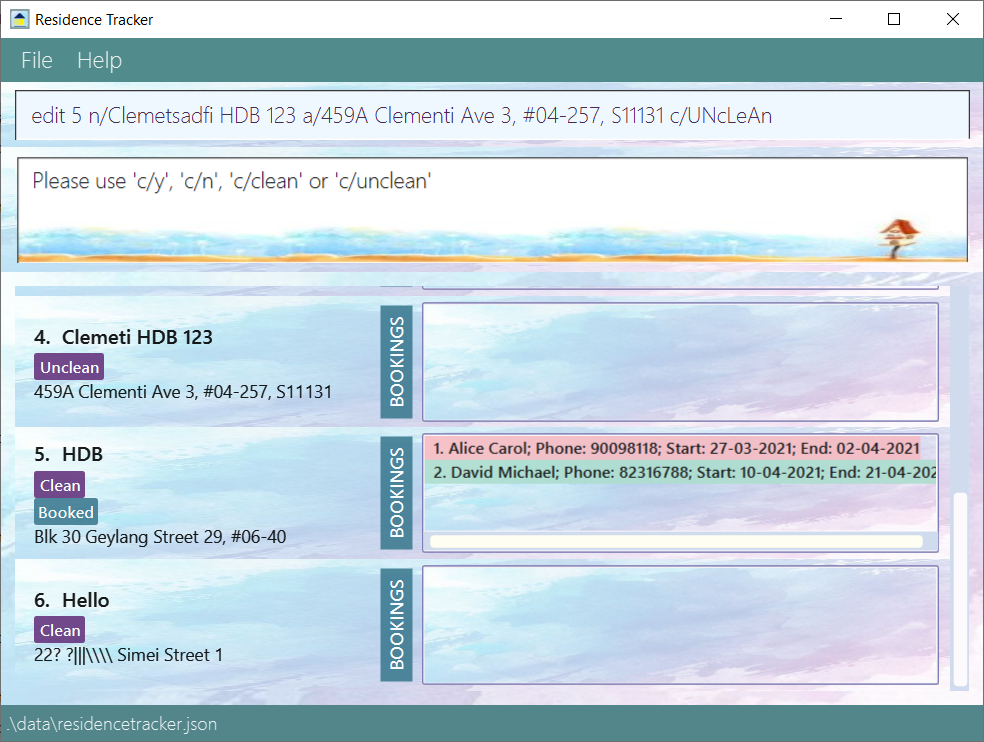 Residence Tracker
File Help
edit 5 n/Clemetsadfi HDB 123 a/459A Clementi Ave 3, #04-257, S11131 c/UNcLeAn
Please use 'c/y', 'c/n', 'c/clean' or 'c/unclean'
4. Clemeti HDB 123
Unclean
459A Clementi Ave 3, #04-257, S11131
BOOKINGS
5. HDB
Clean
Booked
Blk 30 Geylang Street 29, #06-40
BOOKINGS
1. Alice Carol; Phone: 90098118; Start: 27-03-2021; End: 02-04-2021
2. David Michael; Phone: 82316788; Start: 10-04-2021; End: 21-04-202
6. Hello
Clean
22? ?|||\\\\ Simei Street 1
BOOKINGS
.\data\residencetracker.json